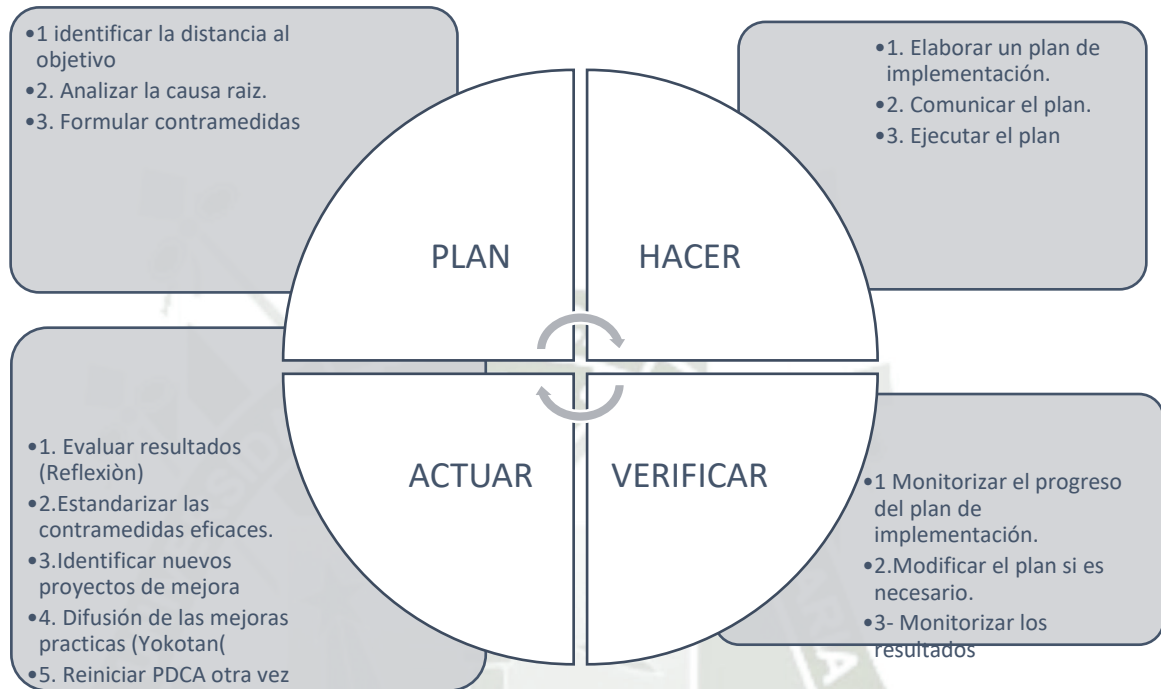 •1 identificar la distancia al
objetivo
•2. Analizar la causa raiz.
•3. Formular contramedidas
•1. Elaborar un plan de
implementación.
•2. Comunicar el plan.
•3. Ejecutar el plan
PLAN
HACER
ACTUAR
VERIFICAR
•1. Evaluar resultados
(Reflexiòn)
•2.Estandarizar las
contramedidas eficaces.
•3.Identificar nuevos
proyectos de mejora
•4. Difusión de las mejoras
practicas (Yokotan(
•5. Reiniciar PDCA otra vez
•1 Monitorizar el progreso
del plan de
implementación.
•2.Modificar el plan si es
necesario.
•3- Monitorizar los
resultados